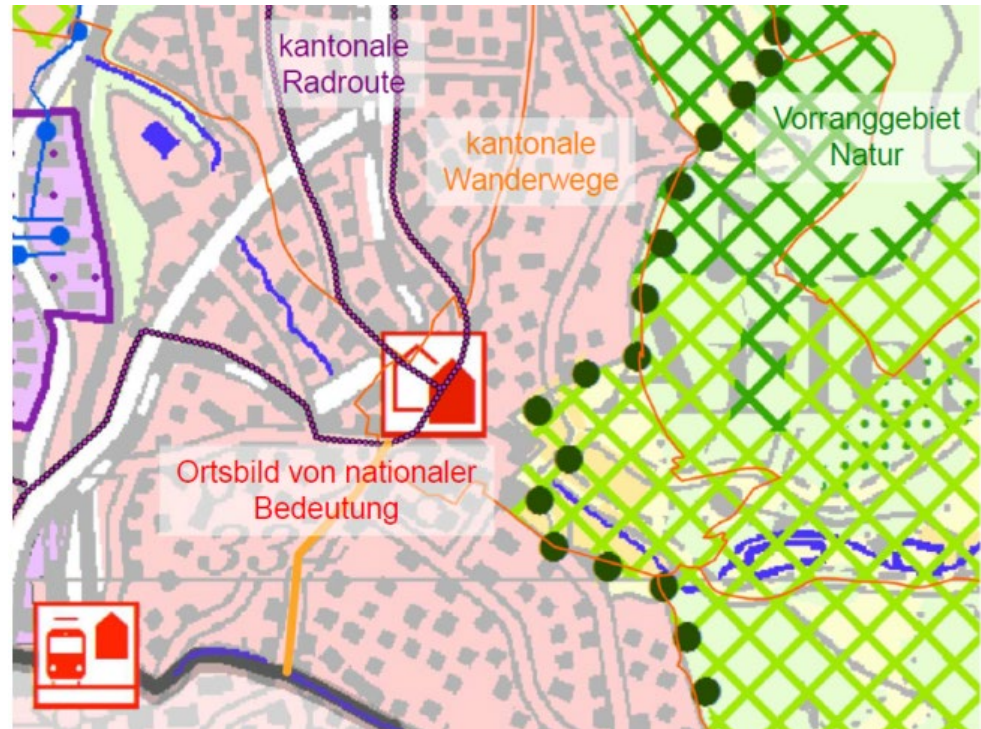 kantonale
Radroute
kantonale
Wanderwege
Vorranggebiet
Natur
Ortsbild von nationaler
Bedeutung